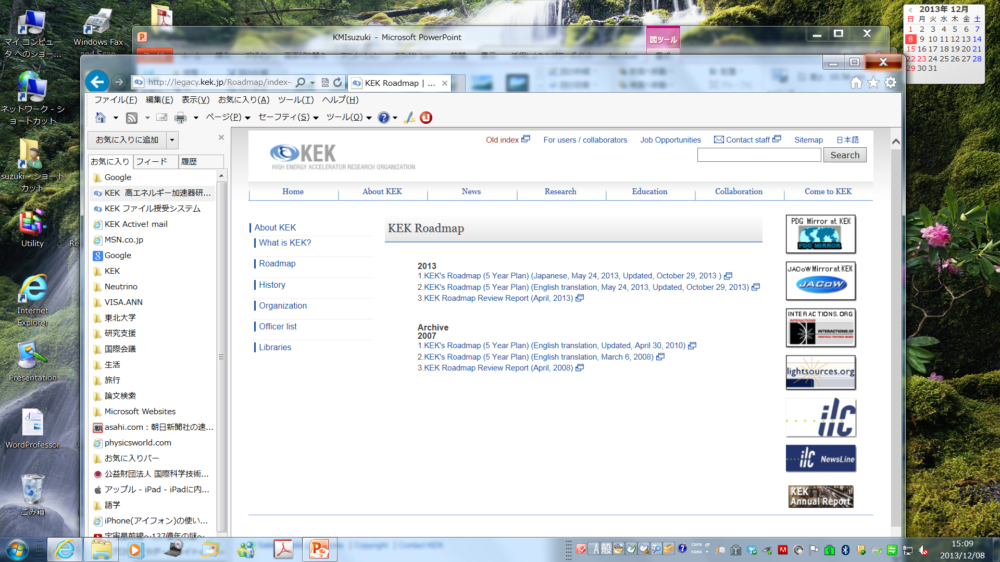 マイ コンピュー
タ へのショー...
Windows Fax
and Scan
ネットワーク - シ
ョートカット
suzuki - ショート
カット
Utility
Re
Internet
Explorer
Presentation
WordProfessor
ごみ箱
KMIsuzuki - Microsoft PowerPoint
図ツール
2013年 12月
日 月 火 水 木 金 土
1 2 3 4 5 6 7
8 9 10 11 12 13 14
15 16 17 18 19 20 21
22 23 24 25 26 27 28
29 30 31
http://legacy.kek.jp/Roadmap/index-
KEK Roadmap | ...
ファイル(F) 編集(E) 表示(V) お気に入り(A) ツール(T) ヘルプ(H)
ページ(P) セーフティ(S) ツール(O)
お気に入りに追加
お気に入り フィード 履歴
Google
KEK 高エネルギー加速器研...
KEK ファイル授受システム
KEK Active! mail
MSN.co.jp
Google
KEK
Neutrino
VISA.ANN
東北大学
研究支援
国際会議
生活
旅行
論文検索
Microsoft Websites
asahi.com : 朝日新聞社の速...
physicsworld.com
お気に入りバー
公益財団法人 国際科学技術...
アップル - iPad - iPadに内...
語学
iPhone(アイフォン)の使い...
宇宙最前線～137億年の謎～
Old index For users / collaborators Job Opportunities Contact staff Sitemap 日本語
Search
KEK
HIGH ENERGY ACCELERATOR RESEARCH ORGANIZATION
Home About KEK News Research Education Collaboration Come to KEK
About KEK
What is KEK?
Roadmap
History
Organization
Officer list
Libraries
KEK Roadmap
2013
1.KEK's Roadmap (5 Year Plan) (Japanese, May 24, 2013, Updated, October 29, 2013 )
2.KEK's Roadmap (5 Year Plan) (English translation, May 24, 2013, Updated, October 29, 2013)
3.KEK Roadmap Review Report (April, 2013)
Archive
2007
1.KEK's Roadmap (5 Year Plan) (English translation, Updated, April 30, 2010)
2.KEK's Roadmap (5 Year Plan) (English translation, March 6, 2008)
3.KEK Roadmap Review Report (April, 2008)
PDG Mirror at KEK
PDG MIRROR
JACoW Mirror at KEK
JACoW
INTERACTIONS.ORG
INTERACTIONS
INTERACTIONS.OR
PARTICLE PHYSICS NEWS
lightsources.org
ilc
ilc NewsLine
KEK
Annual Report
A 般
CAPS
KANA
15:09
2013/12/08